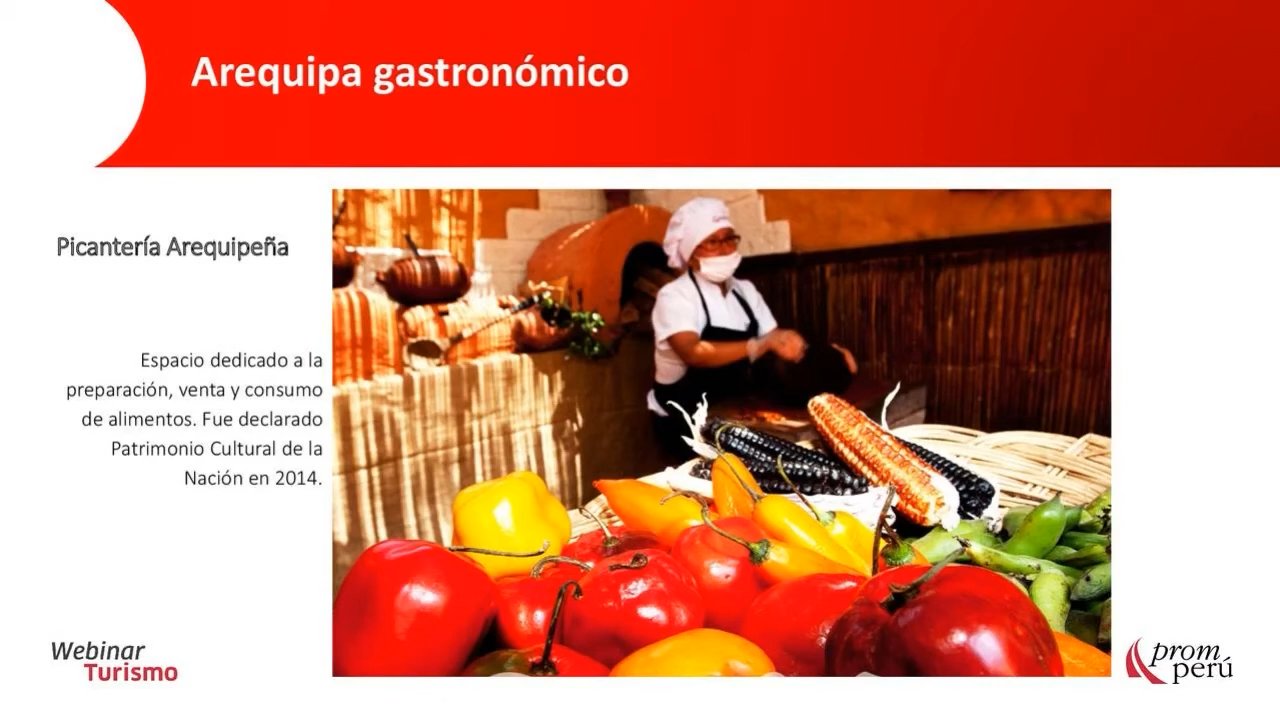 Arequipa gastronómico
Picantería Arequipeña
Espacio dedicado a la
preparación, venta y consumo
de alimentos. Fue declarado
Patrimonio Cultural de la
Nación en 2014.
Webinar
Turismo
prom
perú